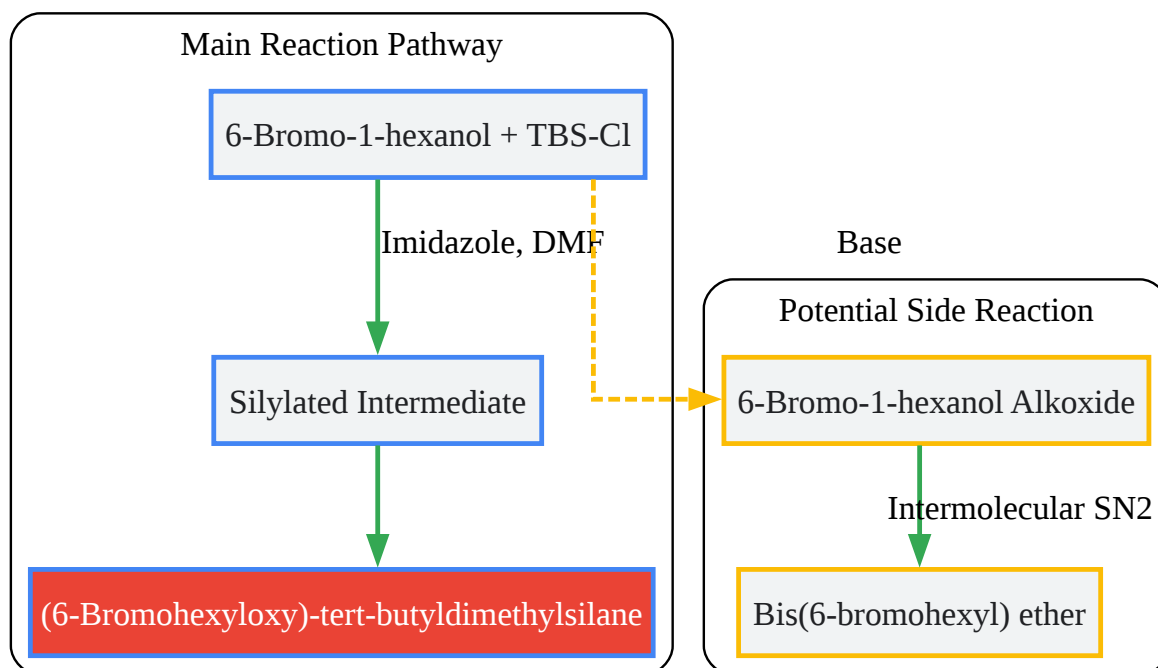 Main Reaction Pathway
6-Bromo-1-hexanol + TBS-Cl
Imidazole, DMF
Silylated Intermediate
(6-Bromohexyloxy)-tert-butyldimethylsilane
Base
Potential Side Reaction
6-Bromo-1-hexanol Alkoxide
Intermolecular SN2
Bis(6-bromohexyl) ether